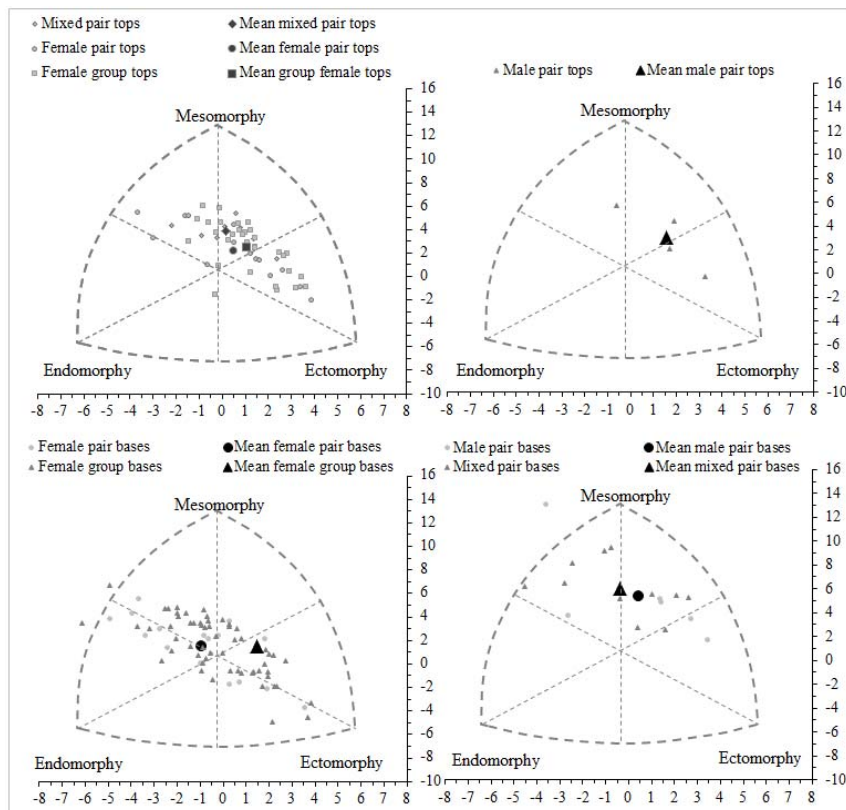 Mixed pair tops Mean mixed pair tops
Female pair tops Mean female pair tops
Female group tops Mean group female tops
Mesomorphy
Endomorphy Ectomorphy
16
14
12
10
8
6
4
2
0
-2
-4
-6
-8
-10
-8 -7 -6 -5 -4 -3 -2 -1 0 1 2 3 4 5 6 7 8
Male pair tops Mean male pair tops
Mesomorphy
Endomorphy Ectomorphy
16
14
12
10
8
6
4
2
0
-2
-4
-6
-8
-10
-8 -7 -6 -5 -4 -3 -2 -1 0 1 2 3 4 5 6 7 8
Female pair bases Mean female pair bases
Female group bases Mean female group bases
Mesomorphy
Endomorphy Ectomorphy
16
14
12
10
8
6
4
2
0
-2
-4
-6
-8
-10
-8 -7 -6 -5 -4 -3 -2 -1 0 1 2 3 4 5 6 7 8
Male pair bases Mean male pair bases
Mixed pair bases Mean mixed pair bases
Mesomorphy
Endomorphy Ectomorphy
16
14
12
10
8
6
4
2
0
-2
-4
-6
-8
-10
-8 -7 -6 -5 -4 -3 -2 -1 0 1 2 3 4 5 6 7 8